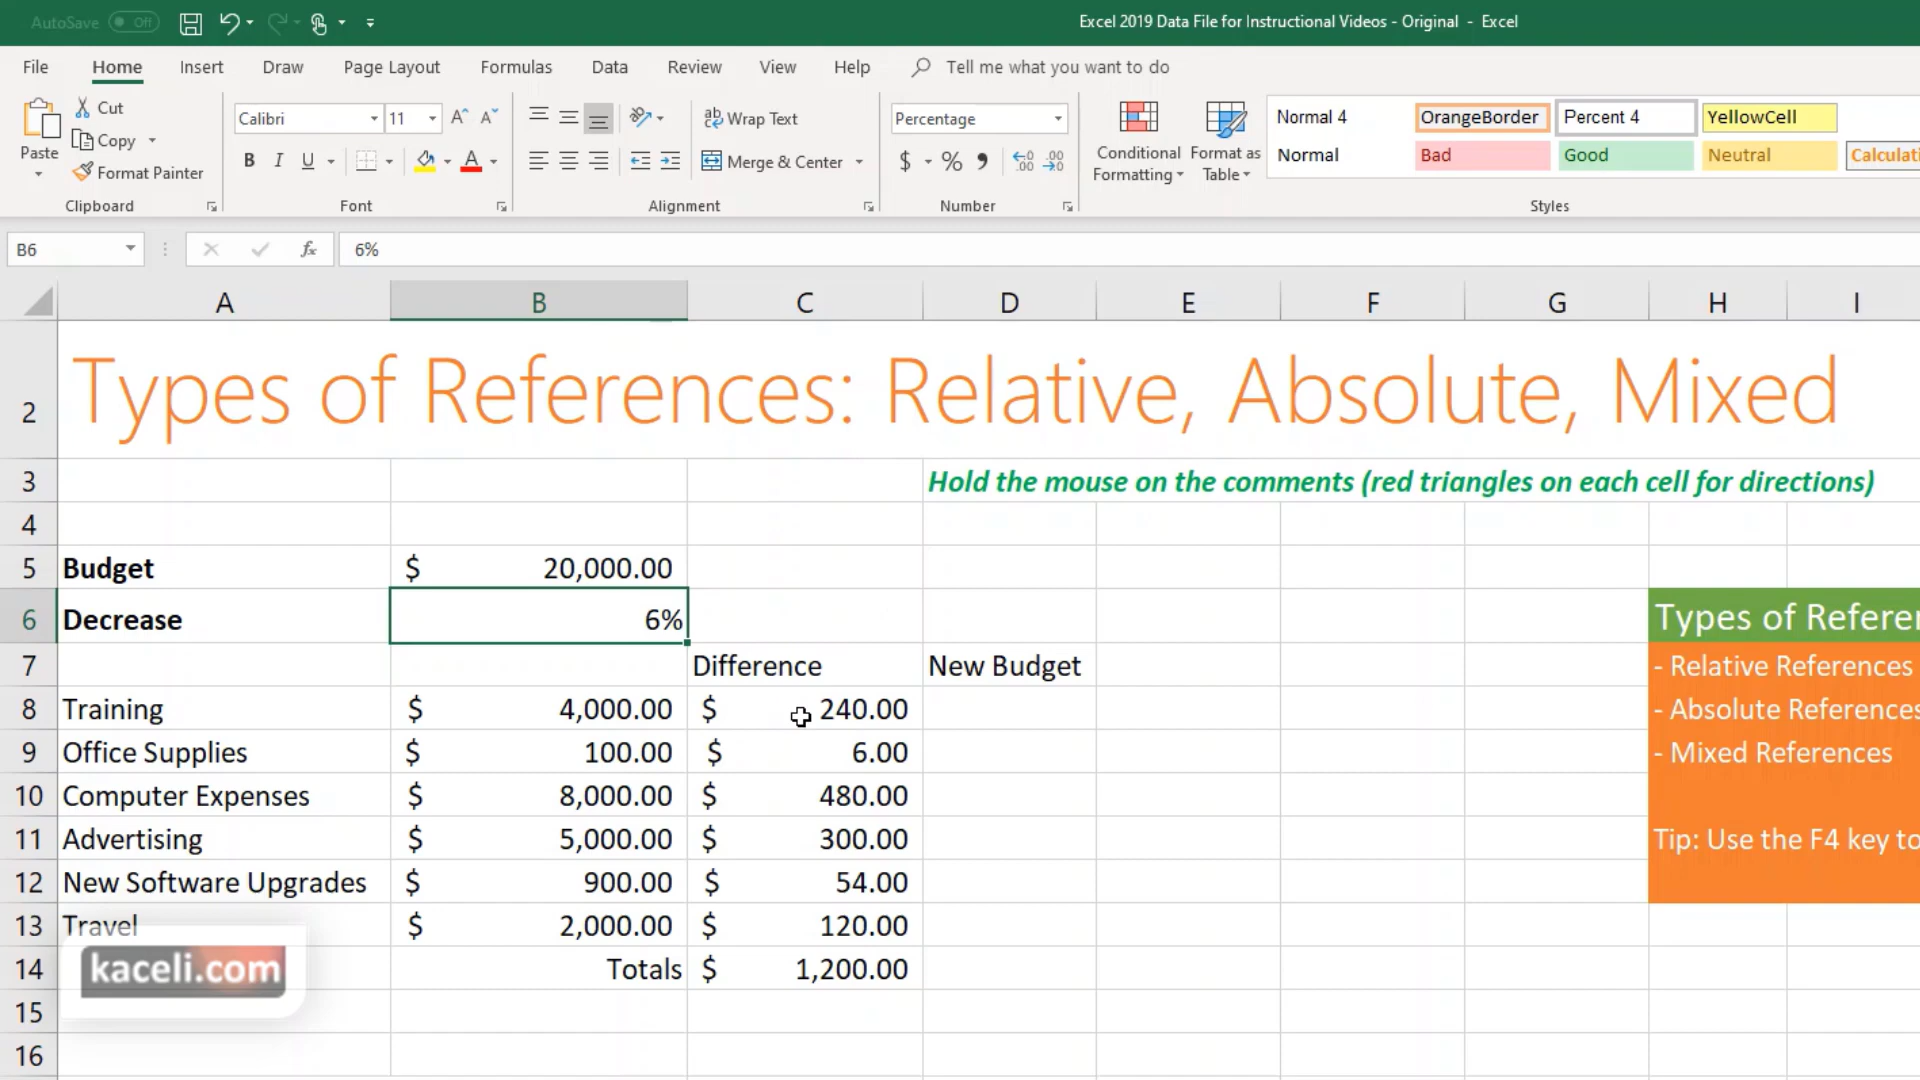 AutoSave Off
Excel 2019 Data File for Instructional Videos - Original - Excel
File Home Insert Draw Page Layout Formulas Data Review View Help Tell me what you want to do
Paste
Cut
Copy
Format Painter
Clipboard
Calibri 11
B I U
Font
Wrap Text
Merge & Center
Alignment
Percentage
$ % ,
Number
Conditional
Formatting
Format as
Table
Normal 4 OrangeBorder Percent 4 YellowCell
Normal Bad Good Neutral Calculati
Styles
B6 fx 6%
A B C D E F G H I
2 Types of References: Relative, Absolute, Mixed
3 Hold the mouse on the comments (red triangles on each cell for directions)
4
5 Budget $ 20,000.00
6 Decrease 6% Types of Referer
7 Difference New Budget - Relative References
8 Training $ 4,000.00 $ 240.00 - Absolute References
9 Office Supplies $ 100.00 $ 6.00 - Mixed References
10 Computer Expenses $ 8,000.00 $ 480.00
11 Advertising $ 5,000.00 $ 300.00 Tip: Use the F4 key to
12 New Software Upgrades $ 900.00 $ 54.00
13 Travel $ 2,000.00 $ 120.00
14 Totals $ 1,200.00
kaceli.com
15
16